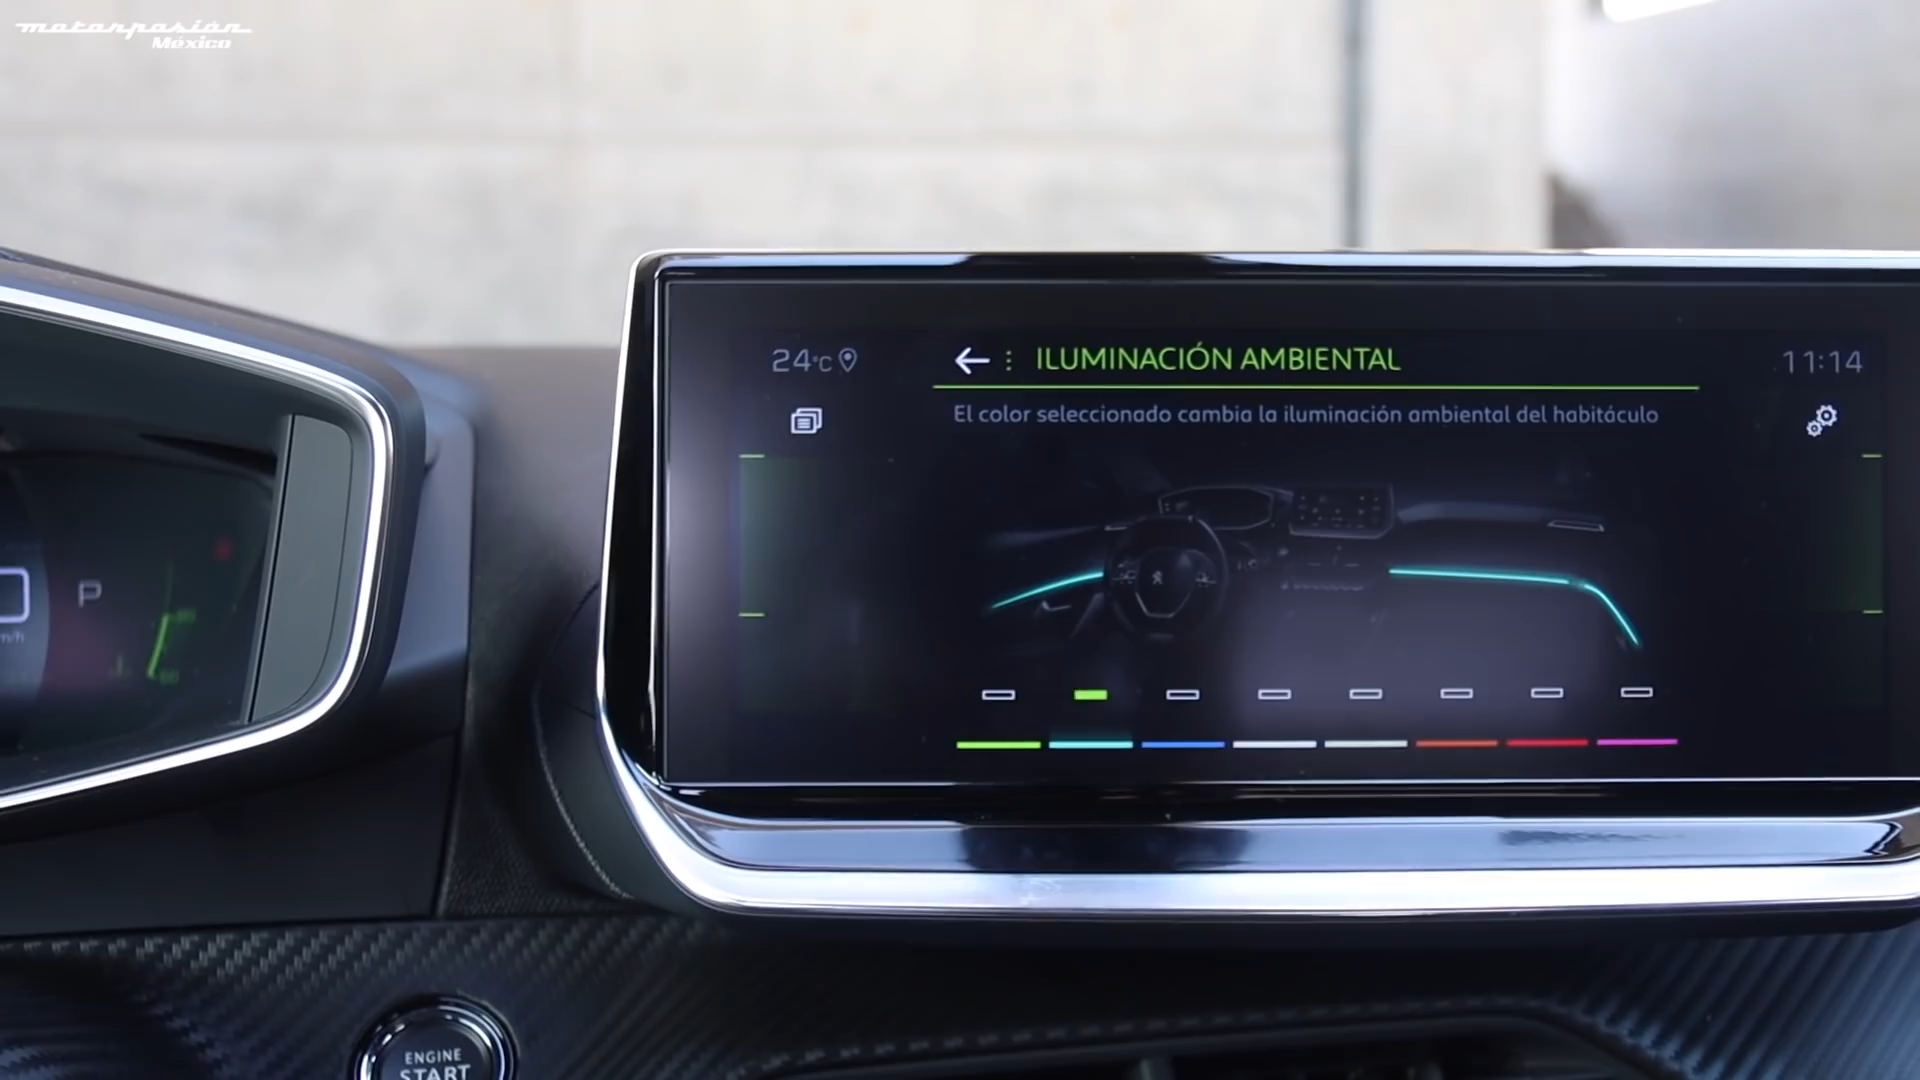 motorpasión
México
24°C
ILUMINACIÓN AMBIENTAL
11:14
El color seleccionado cambia la iluminación ambiental del habitáculo
P
ENGINE
START